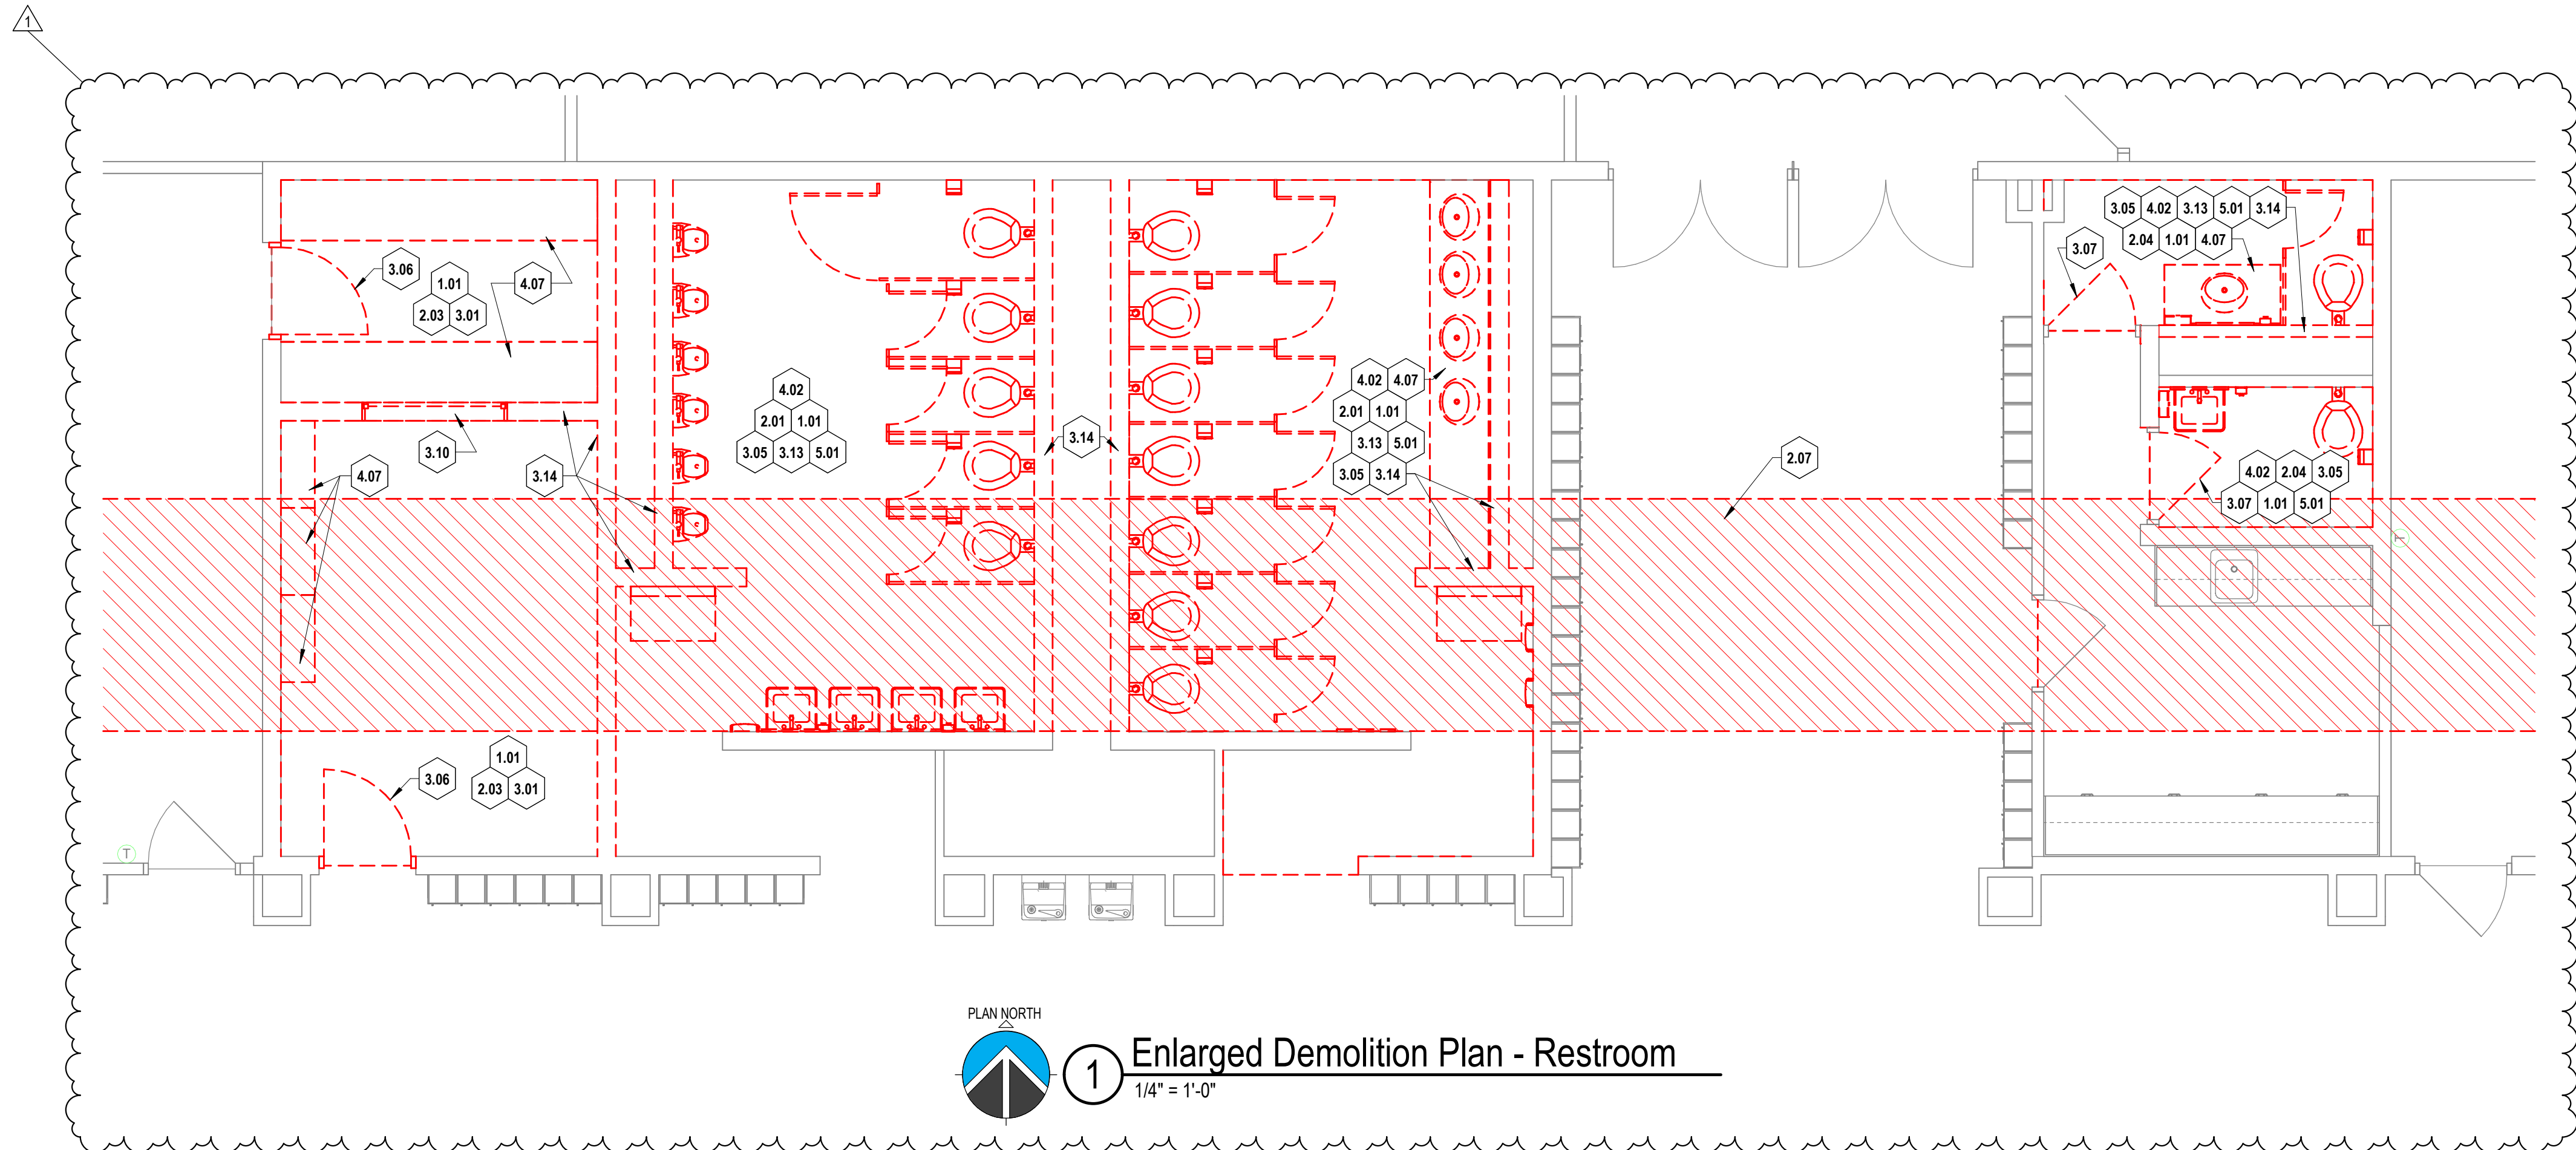 1
3.05 4.02 3.13 5.01 3.14
2.04 1.01 4.07
3.07
3.06
1.01
2.03 3.01
4.07
4.02
2.01 1.01
3.05 3.13 5.01
4.02 4.07
2.01 1.01
3.13 5.01
3.05 3.14
3.14
3.10
4.07
3.14
2.07
4.02 2.04 3.05
3.07 1.01 5.01
T
3.06
1.01
2.03 3.01
T
PLAN NORTH
1
Enlarged Demolition Plan - Restroom
1/4" = 1'-0"